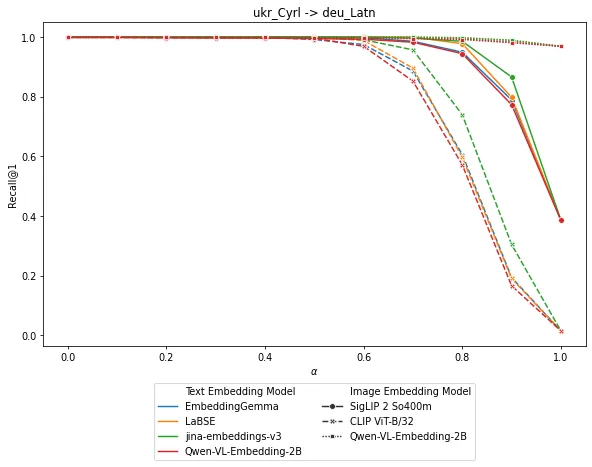 ukr_Cyrl -> deu_Latn
Recall@1
1.0
0.8
0.6
0.4
0.2
0.0
0.0 0.2 0.4 0.6 0.8 1.0
α
Text Embedding Model Image Embedding Model
EmbeddingGemma SigLIP 2 So400m
LaBSE CLIP ViT-B/32
jina-embeddings-v3 Qwen-VL-Embedding-2B
Qwen-VL-Embedding-2B